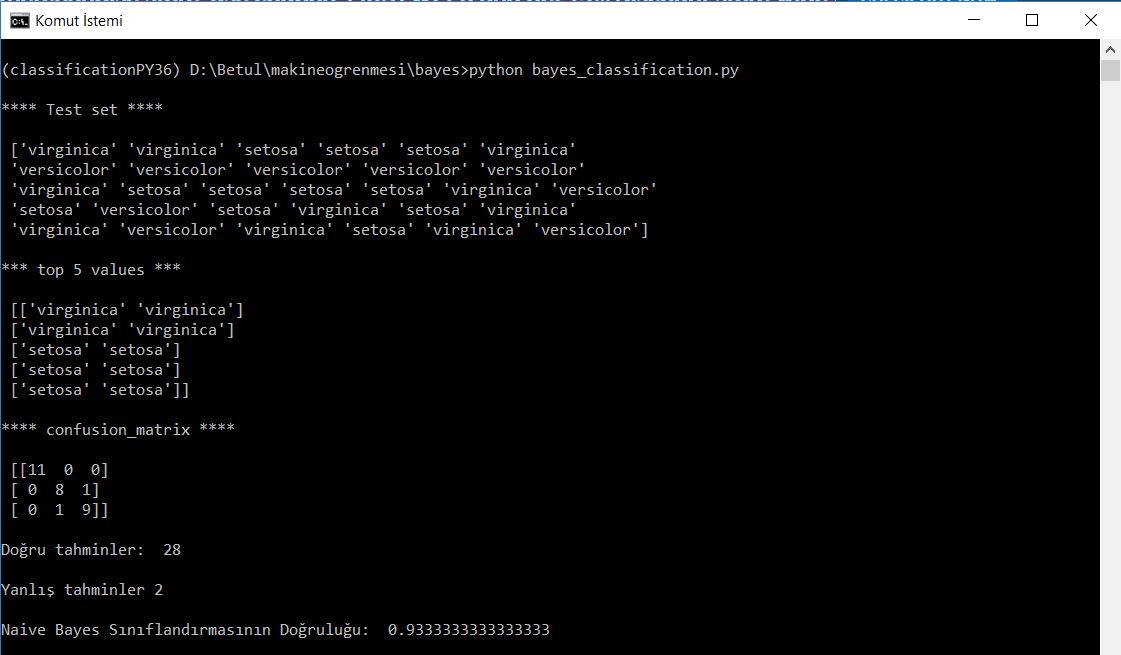 Komut İstemi
(classificationPY36) D:\Betul\makineogrenmesi\bayes>python bayes_classification.py
**** Test set ****
['virginica' 'virginica' 'setosa' 'setosa' 'setosa' 'virginica'
'versicolor' 'versicolor' 'versicolor' 'versicolor' 'versicolor'
'virginica' 'setosa' 'setosa' 'setosa' 'setosa' 'virginica' 'versicolor'
'setosa' 'versicolor' 'setosa' 'virginica' 'setosa' 'virginica'
'virginica' 'versicolor' 'virginica' 'setosa' 'virginica' 'versicolor']
*** top 5 values ***
[['virginica' 'virginica']
['virginica' 'virginica']
['setosa' 'setosa']
['setosa' 'setosa']
['setosa' 'setosa']]
**** confusion_matrix ****
[[11 0 0]
[ 0 8 1]
[ 0 1 9]]
Doğru tahminler: 28
Yanlış tahminler 2
Naive Bayes Sınıflandırmasının Doğruluğu: 0.9333333333333333